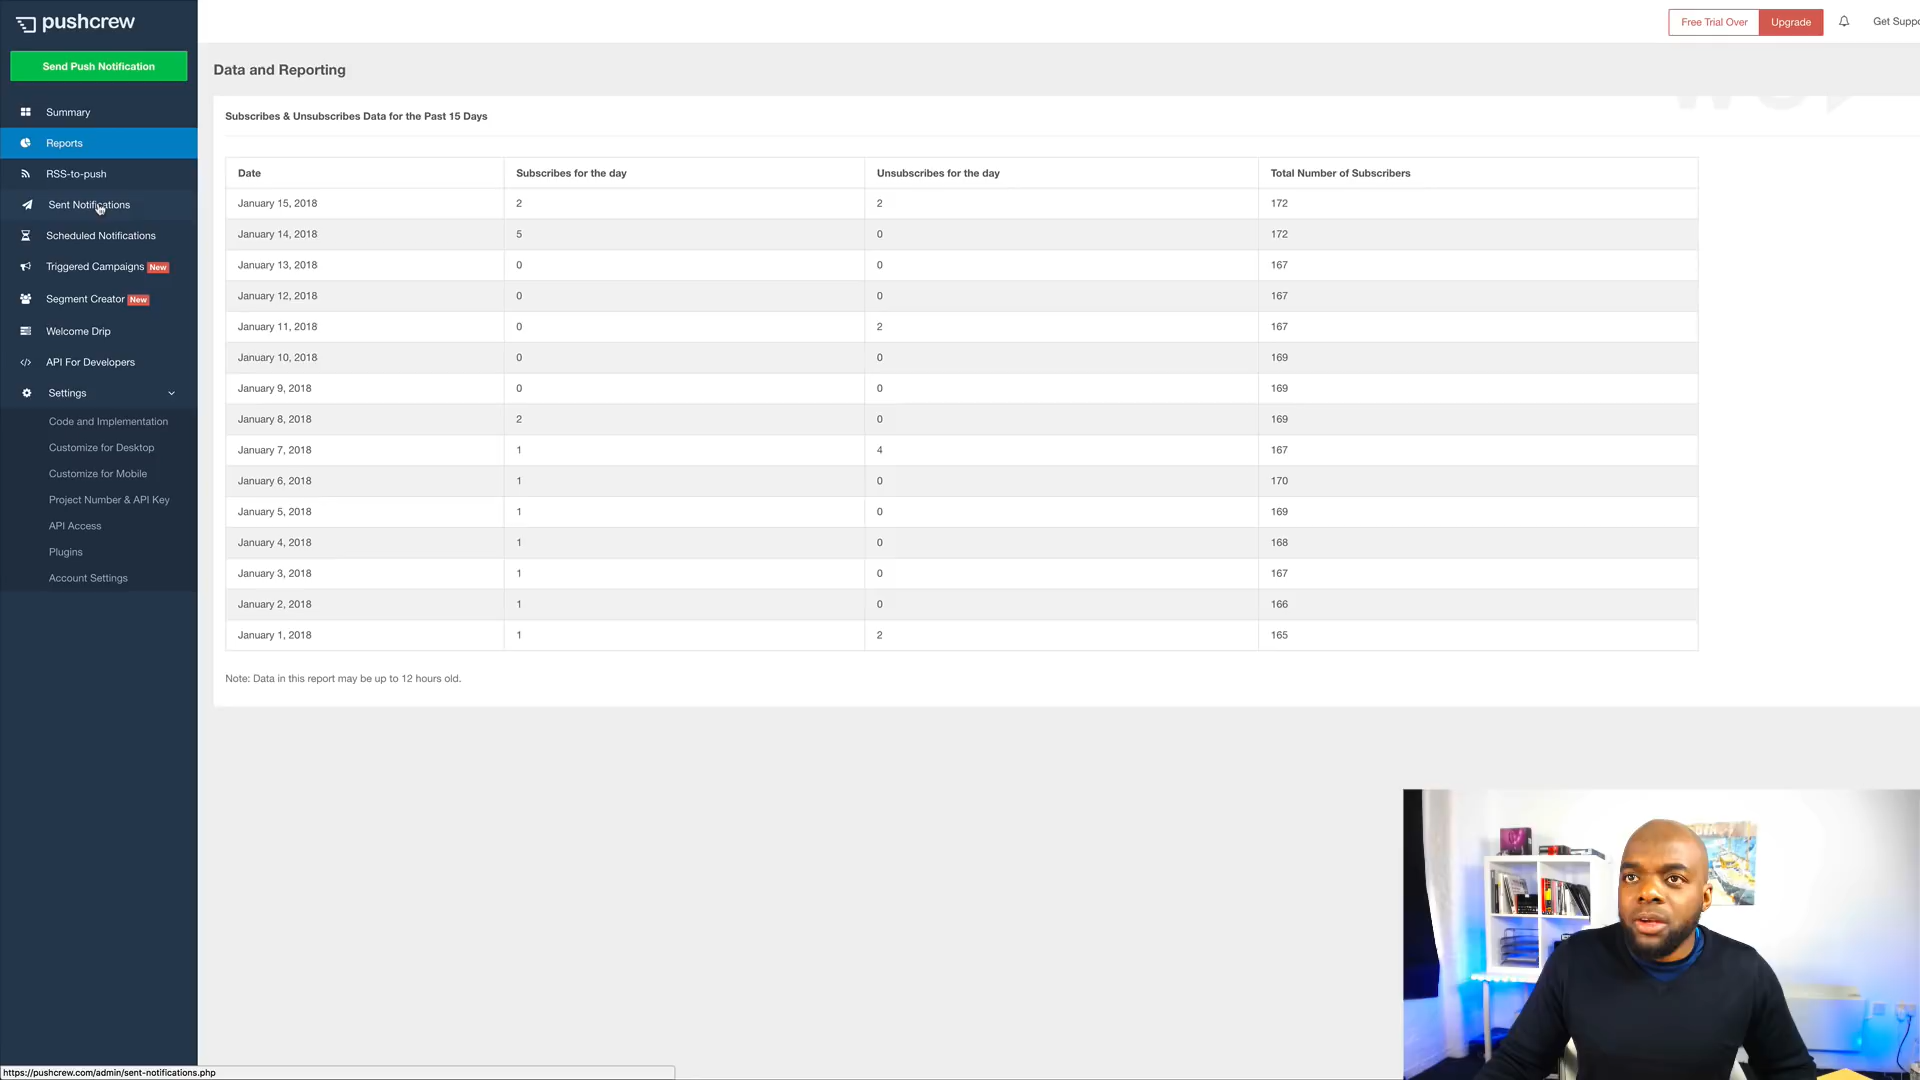 pushcrew
Free Trial Over
Upgrade
Get Suppo
Send Push Notification
Summary
Reports
RSS-to-push
Sent Notifications
Scheduled Notifications
Triggered Campaigns New
Segment Creator New
Welcome Drip
API For Developers
Settings
Code and Implementation
Customize for Desktop
Customize for Mobile
Project Number & API Key
API Access
Plugins
Account Settings
Data and Reporting
Subscribes & Unsubscribes Data for the Past 15 Days
Date Subscribes for the day Unsubscribes for the day Total Number of Subscribers
January 15, 2018 2 2 172
January 14, 2018 5 0 172
January 13, 2018 0 0 167
January 12, 2018 0 0 167
January 11, 2018 0 2 167
January 10, 2018 0 0 169
January 9, 2018 0 0 169
January 8, 2018 2 0 169
January 7, 2018 1 4 167
January 6, 2018 1 0 170
January 5, 2018 1 0 169
January 4, 2018 1 0 168
January 3, 2018 1 0 167
January 2, 2018 1 0 166
January 1, 2018 1 2 165
Note: Data in this report may be up to 12 hours old.
https://pushcrew.com/admin/sent-notifications.php